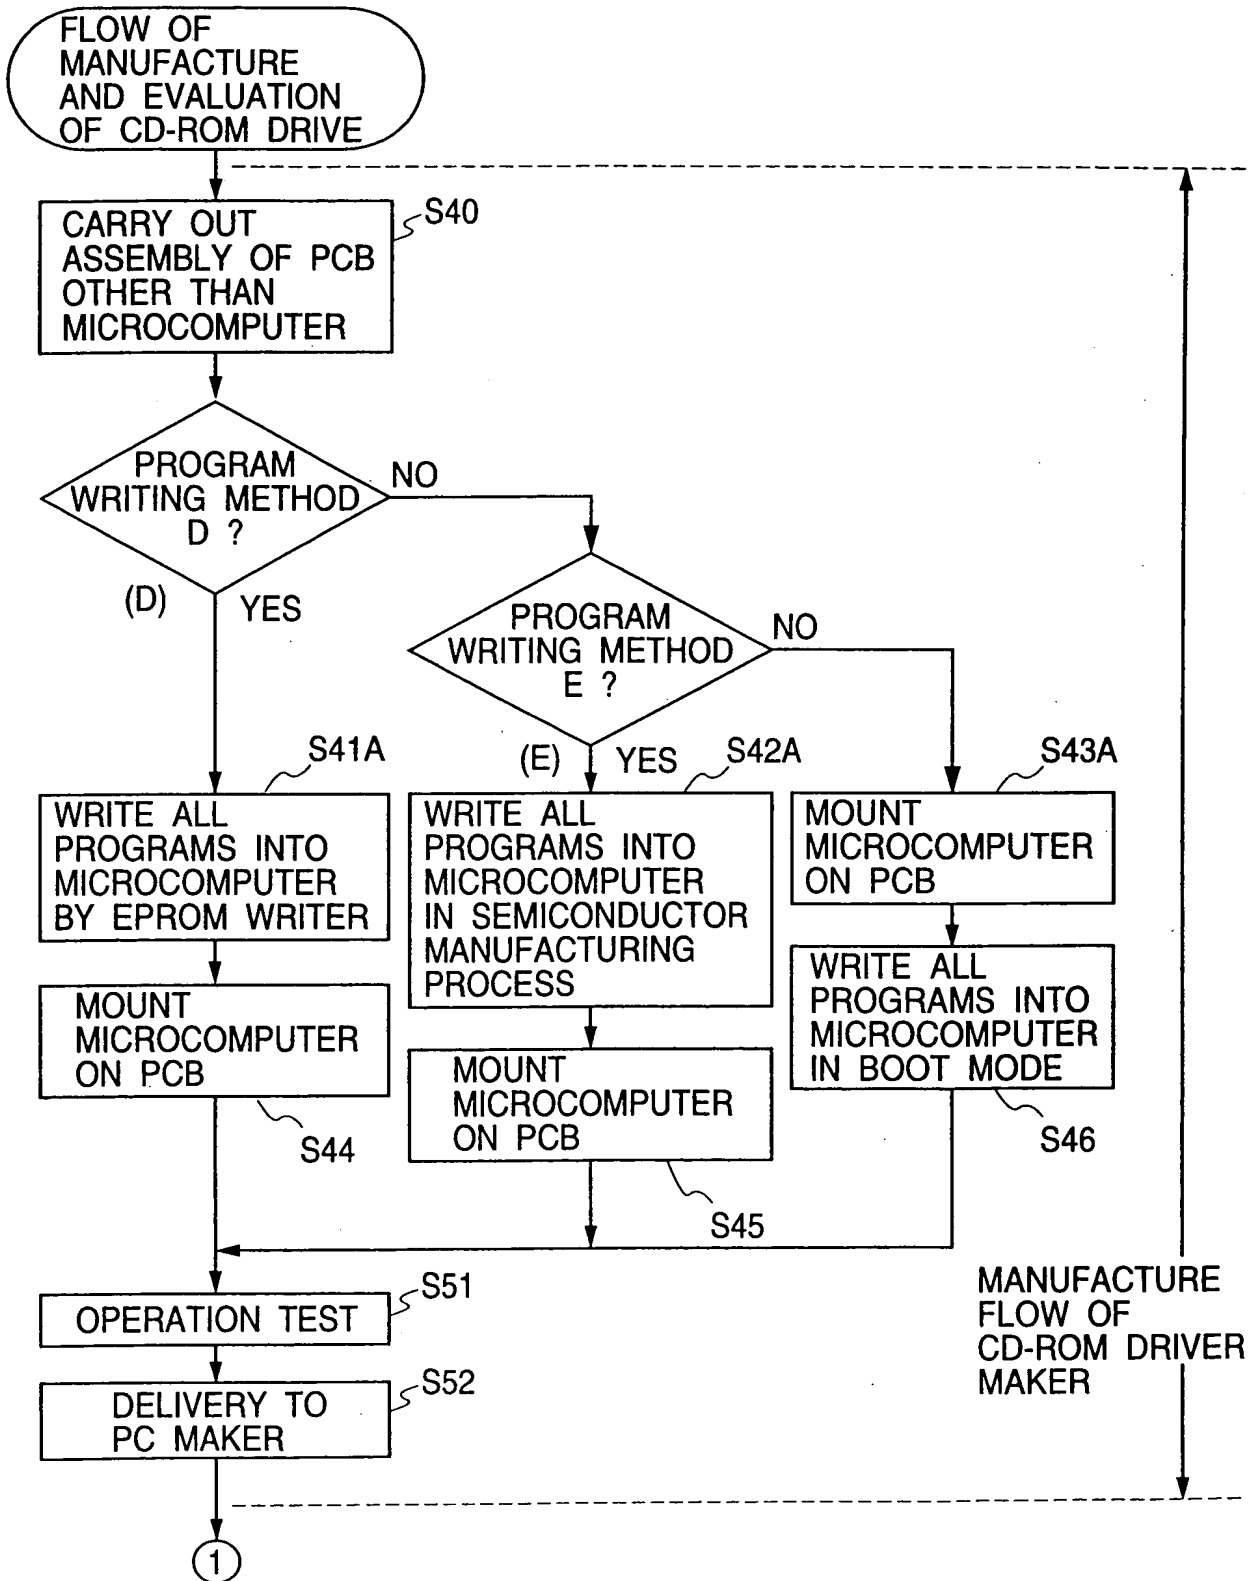 FLOW OF
MANUFACTURE
AND EVALUATION
OF CD-ROM DRIVE
S40
CARRY OUT
ASSEMBLY OF PCB
OTHER THAN
MICROCOMPUTER
PROGRAM
WRITING METHOD
D ?
NO
(D)
YES
PROGRAM
WRITING METHOD
E ?
NO
(E)
YES
S41A
WRITE ALL
PROGRAMS INTO
MICROCOMPUTER
BY EPROM WRITER
S42A
WRITE ALL
PROGRAMS INTO
MICROCOMPUTER
IN SEMICONDUCTOR
MANUFACTURING
PROCESS
S43A
MOUNT
MICROCOMPUTER
ON PCB
WRITE ALL
PROGRAMS INTO
MICROCOMPUTER
IN BOOT MODE
S46
MOUNT
MICROCOMPUTER
ON PCB
S44
MOUNT
MICROCOMPUTER
ON PCB
S45
S51
OPERATION TEST
S52
DELIVERY TO
PC MAKER
MANUFACTURE
FLOW OF
CD-ROM DRIVER
MAKER
1